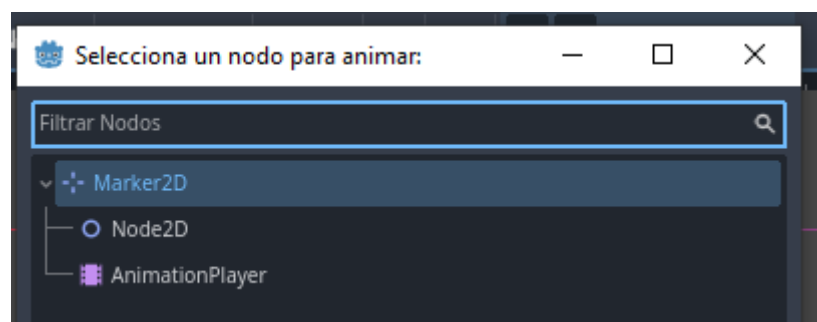 Selecciona un nodo para animar:
Filtrar Nodos
Marker2D
Node2D
AnimationPlayer